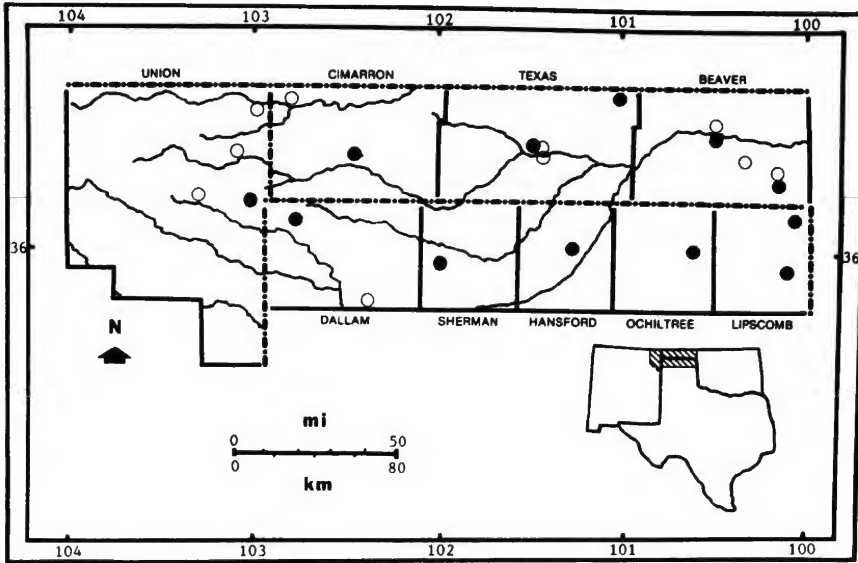 104 103 102 101 100
UNION CIMARRON TEXAS BEAVER
36 36
DALLAM SHERMAN HANSFORD OCHILTREE LIPSCOMB
N
mi
0 50
0 80
km
104 103 102 101 100